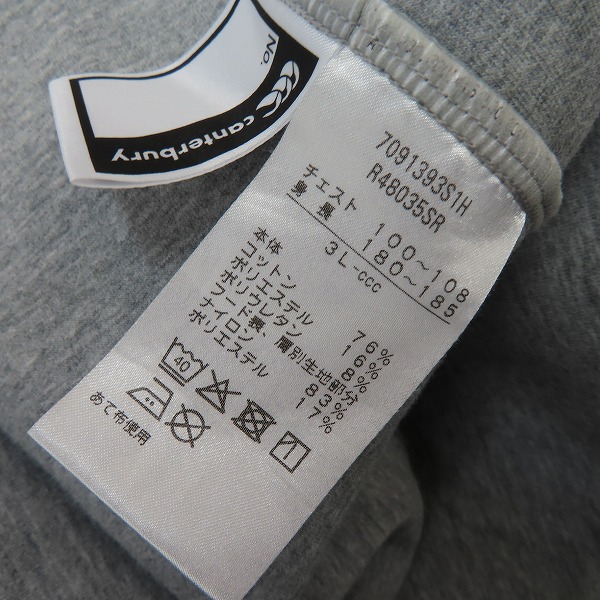 No.
canterbury
7091393S1H
R48035SR
チェスト 100~108
身長 180~185
3L-ccc
本体
コットン 76%
ポリエステル 16%
ポリウレタン 8%
フード裏、肩別生地部分
ナイロン 83%
ポリエステル 17%
40
あて布使用